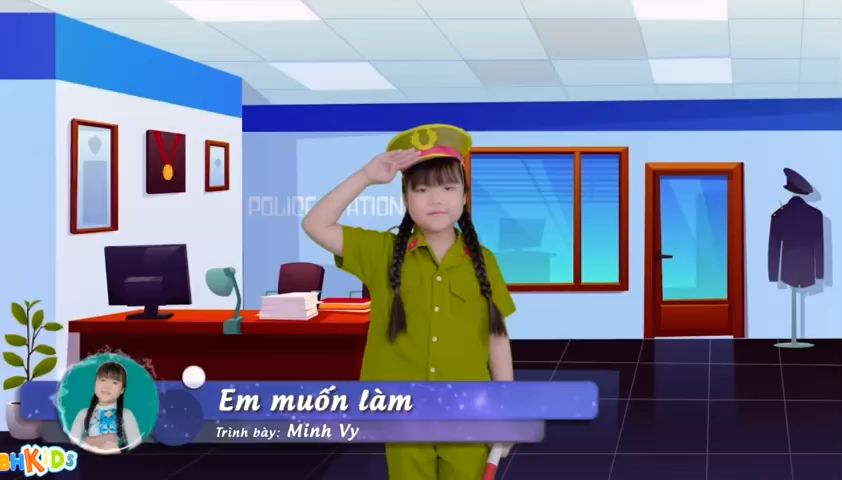 POLICE STATION
Em muốn làm
Trình bày: Minh Vy
BHKiDS